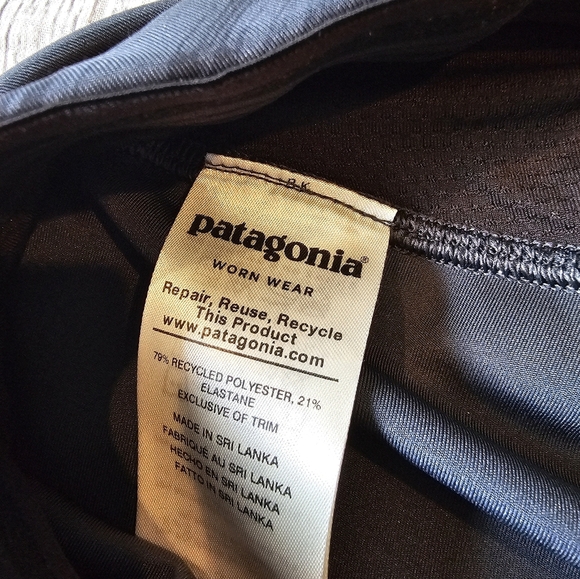 BK
patagonia®
WORN WEAR
Repair, Reuse, Recycle
This Product
www.patagonia.com
79% RECYCLED POLYESTER, 21%
ELASTANE
EXCLUSIVE OF TRIM
MADE IN SRI LANKA
FABRIQUÉ AU SRI LANKA
HECHO EN SRI LANKA
FATTO IN SRI LANKA